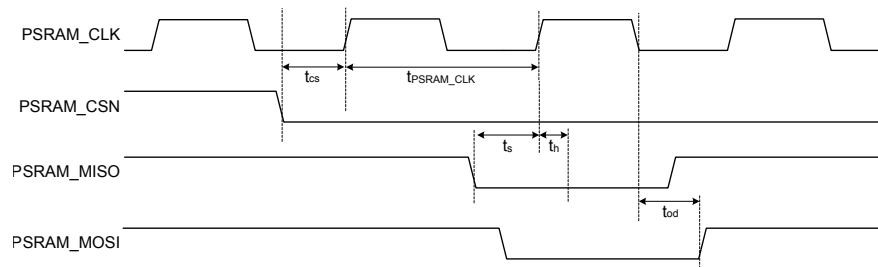 PSRAM_CLK
tcs
tPSRAM_CLK
PSRAM_CSN
ts
th
PSRAM_MISO
tod
PSRAM_MOSI